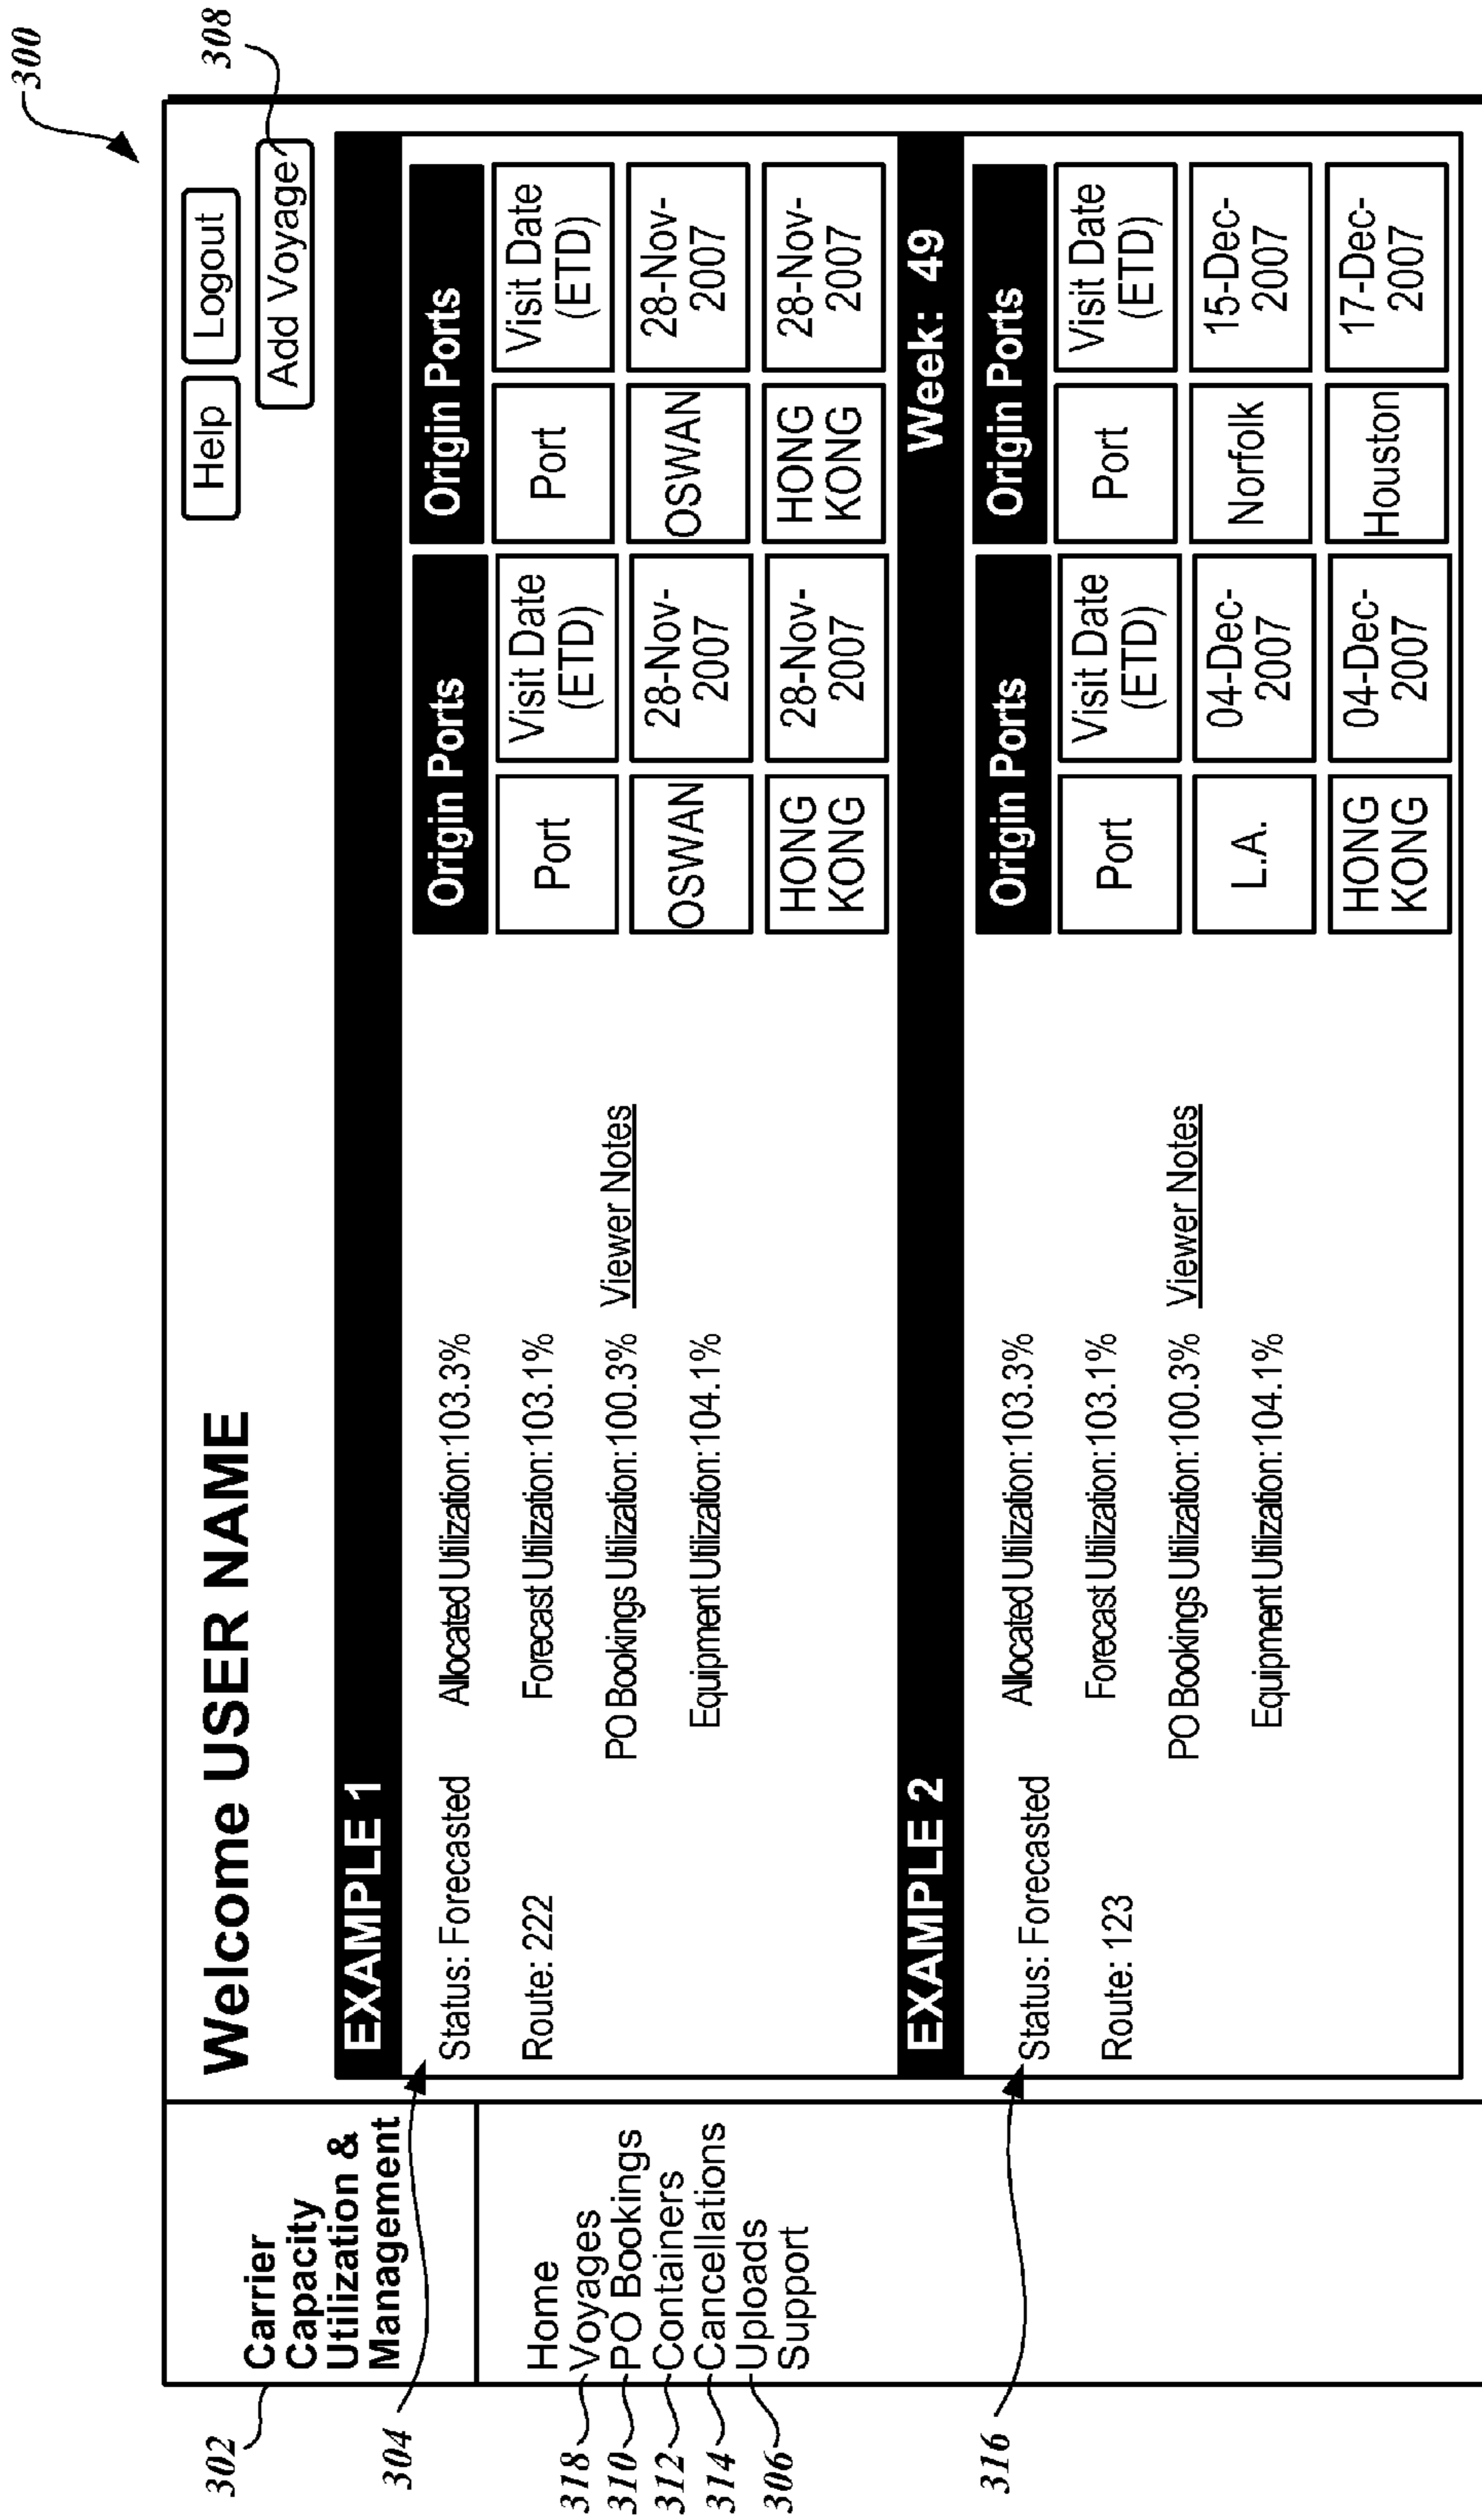 300
308
302
Carrier
Capacity
Utilization &
Management
Welcome USER NAME
Help
Logout
Add Voyage
304
EXAMPLE 1
Status: Forecasted
Route: 222
Allocated Utilization:103.3%
Forecast Utilization:103.1%
PO Bookings Utilization:100.3%
Viewer Notes
Equipment Utilization:104.1%
Origin Ports
Origin Ports
Port
Visit Date
(ETD)
Port
Visit Date
(ETD)
OSWAN
28-Nov-
2007
OSWAN
28-Nov-
2007
HONG
KONG
28-Nov-
2007
HONG
KONG
28-Nov-
2007
Home
318 Voyages
310 PO Bookings
312 Containers
314 Cancellations
306 Uploads
Support
EXAMPLE 2
Week: 49
316
Status: Forecasted
Route: 123
Allocated Utilization:103.3%
Forecast Utilization:103.1%
PO Bookings Utilization:100.3%
Viewer Notes
Equipment Utilization:104.1%
Origin Ports
Origin Ports
Port
Visit Date
(ETD)
Port
Visit Date
(ETD)
L.A.
04-Dec-
2007
Norfolk
15-Dec-
2007
HONG
KONG
04-Dec-
2007
Houston
17-Dec-
2007